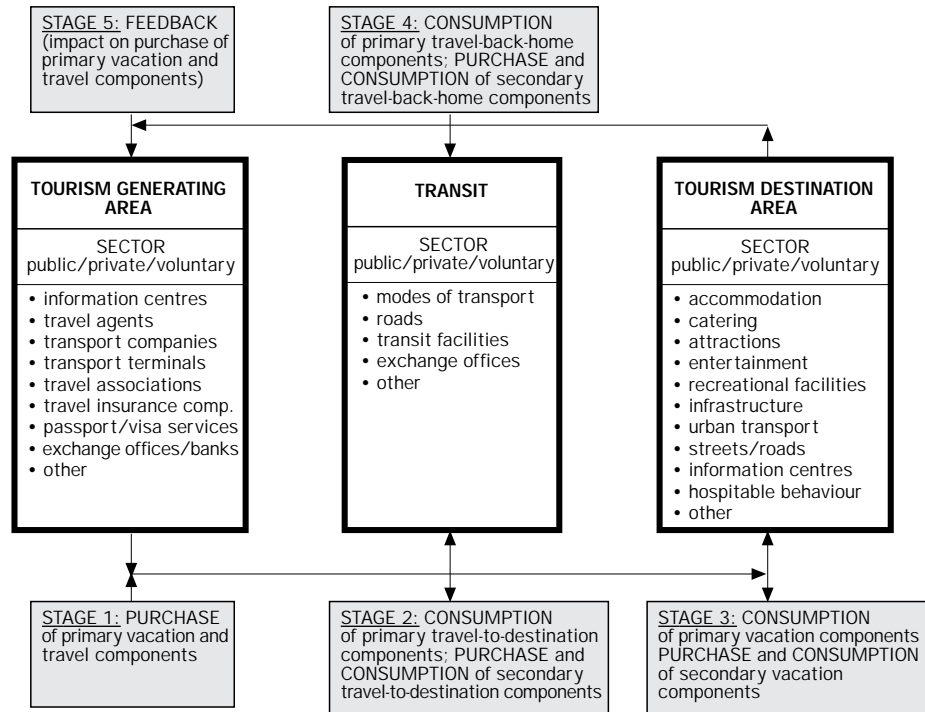 STAGE 5: FEEDBACK
(impact on purchase of
primary vacation and
travel components)
STAGE 4: CONSUMPTION
of primary travel-back-home
components; PURCHASE and
CONSUMPTION of secondary
travel-back-home components
TOURISM GENERATING
AREA
SECTOR
public/private/voluntary
• information centres
• travel agents
• transport companies
• transport terminals
• travel associations
• travel insurance comp.
• passport/visa services
• exchange offices/banks
• other
TRANSIT
SECTOR
public/private/voluntary
• modes of transport
• roads
• transit facilities
• exchange offices
• other
TOURISM DESTINATION
AREA
SECTOR
public/private/voluntary
• accommodation
• catering
• attractions
• entertainment
• recreational facilities
• infrastructure
• urban transport
• streets/roads
• information centres
• hospitable behaviour
• other
STAGE 1: PURCHASE
of primary vacation and
travel components
STAGE 2: CONSUMPTION
of primary travel-to-destination
components; PURCHASE and
CONSUMPTION of secondary
travel-to-destination components
STAGE 3: CONSUMPTION
of primary vacation components
PURCHASE and CONSUMPTION
of secondary vacation
components